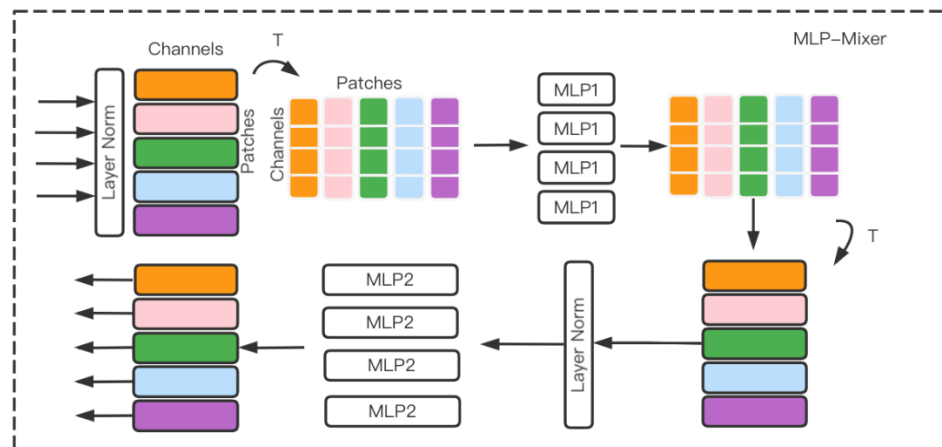 MLP-Mixer
Channels
T
Layer Norm
Patches
Patches
Channels
MLP1
MLP1
MLP1
MLP1
T
MLP2
MLP2
MLP2
MLP2
Layer Norm